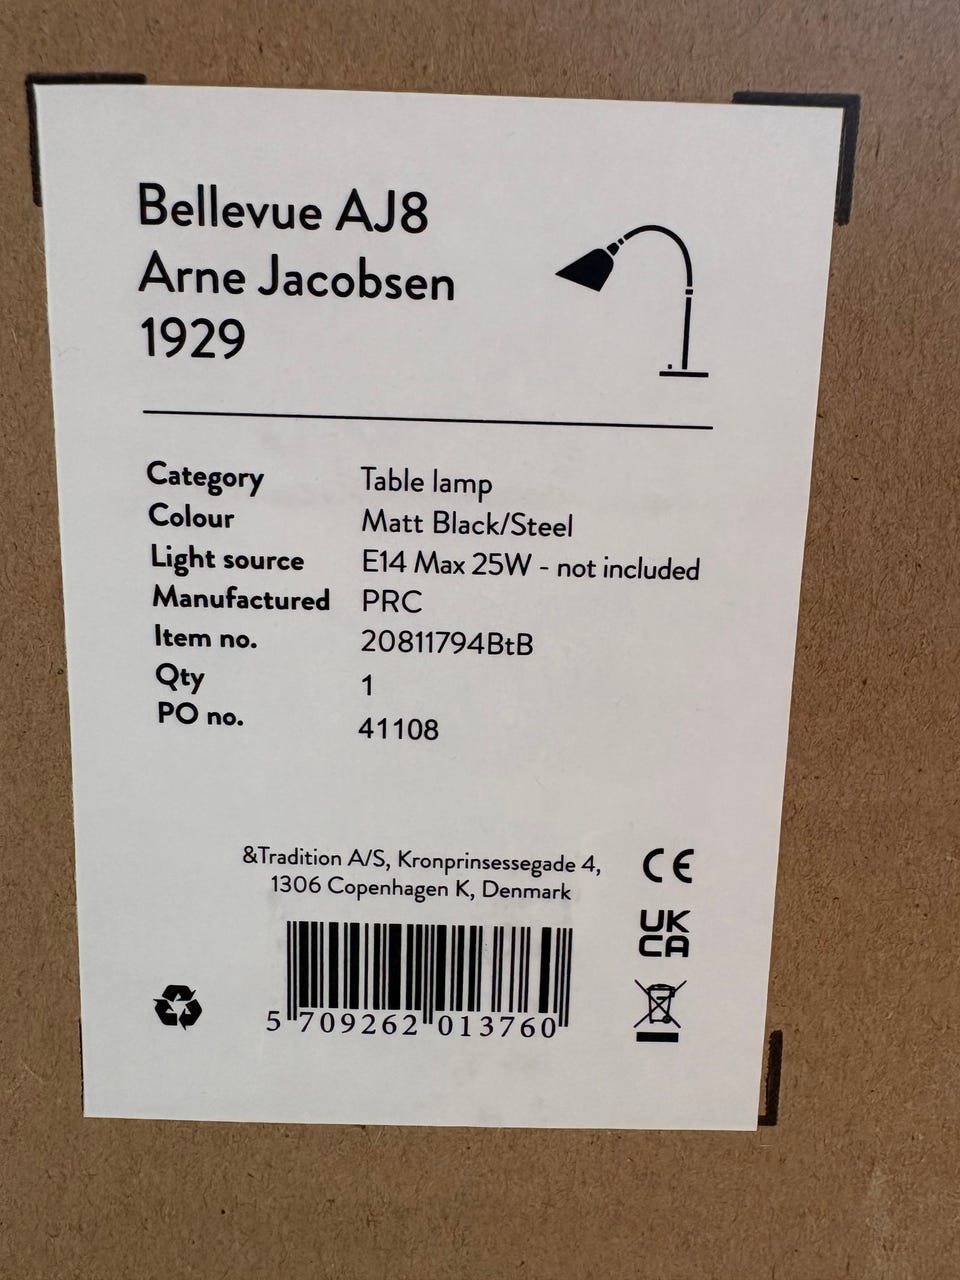 Bellevue AJ8
Arne Jacobsen
1929
Category Table lamp
Colour Matt Black/Steel
Light source E14 Max 25W - not included
Manufactured PRC
Item no. 20811794BtB
Qty 1
PO no. 41108
&Tradition A/S, Kronprinsessegade 4,
1306 Copenhagen K, Denmark
CE
UK
CA
5 709262 013760